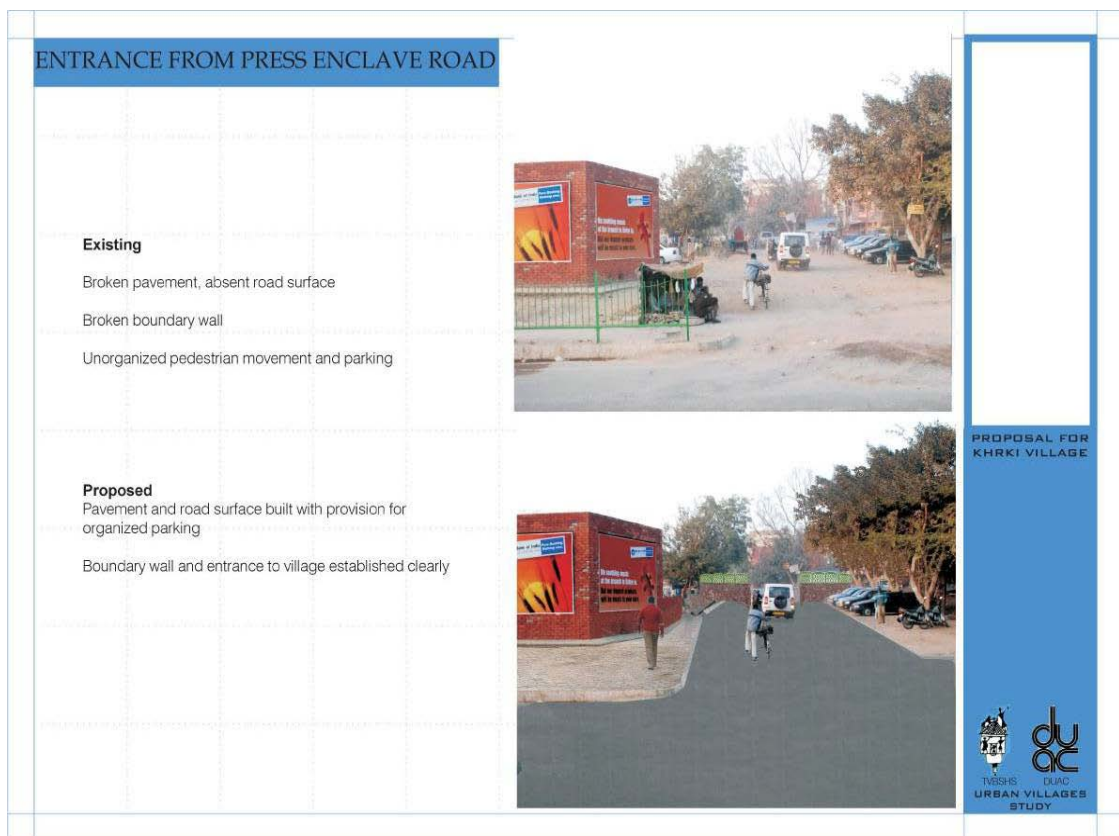 ENTRANCE FROM PRESS ENCLAVE ROAD
Existing
Broken pavement, absent road surface
Broken boundary wall
Unorganized pedestrian movement and parking
Proposed
Pavement and road surface built with provision for
organized parking
Boundary wall and entrance to village established clearly
PROPOSAL FOR
KHRKI VILLAGE
duac
TVBSHS DUAC
URBAN VILLAGES
STUDY